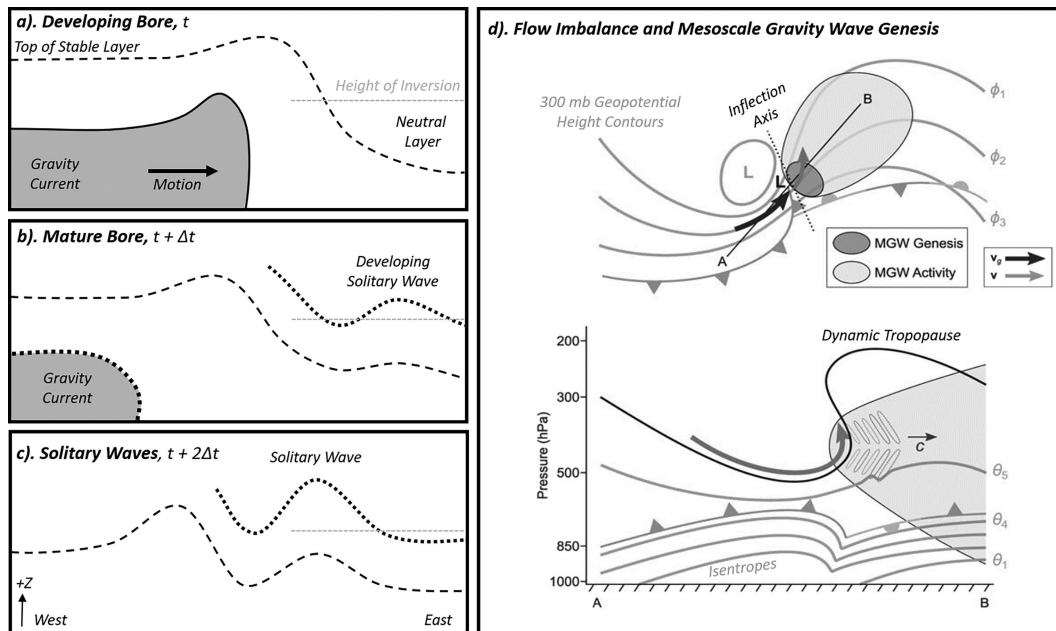 a). Developing Bore, t
Top of Stable Layer
Height of Inversion
Neutral
Layer
Gravity
Current
Motion
b). Mature Bore, t + Δt
Developing
Solitary Wave
Gravity
Current
c). Solitary Waves, t + 2Δt
Solitary Wave
+Z
West
East
d). Flow Imbalance and Mesoscale Gravity Wave Genesis
300 mb Geopotential
Height Contours
Inflection
Axis
B
L
L
A
ϕ1
ϕ2
ϕ3
MGW Genesis
MGW Activity
vg
v
Dynamic Tropopause
Pressure (hPa)
200
300
500
850
1000
C
θ5
θ4
θ1
Isentropes
A
B